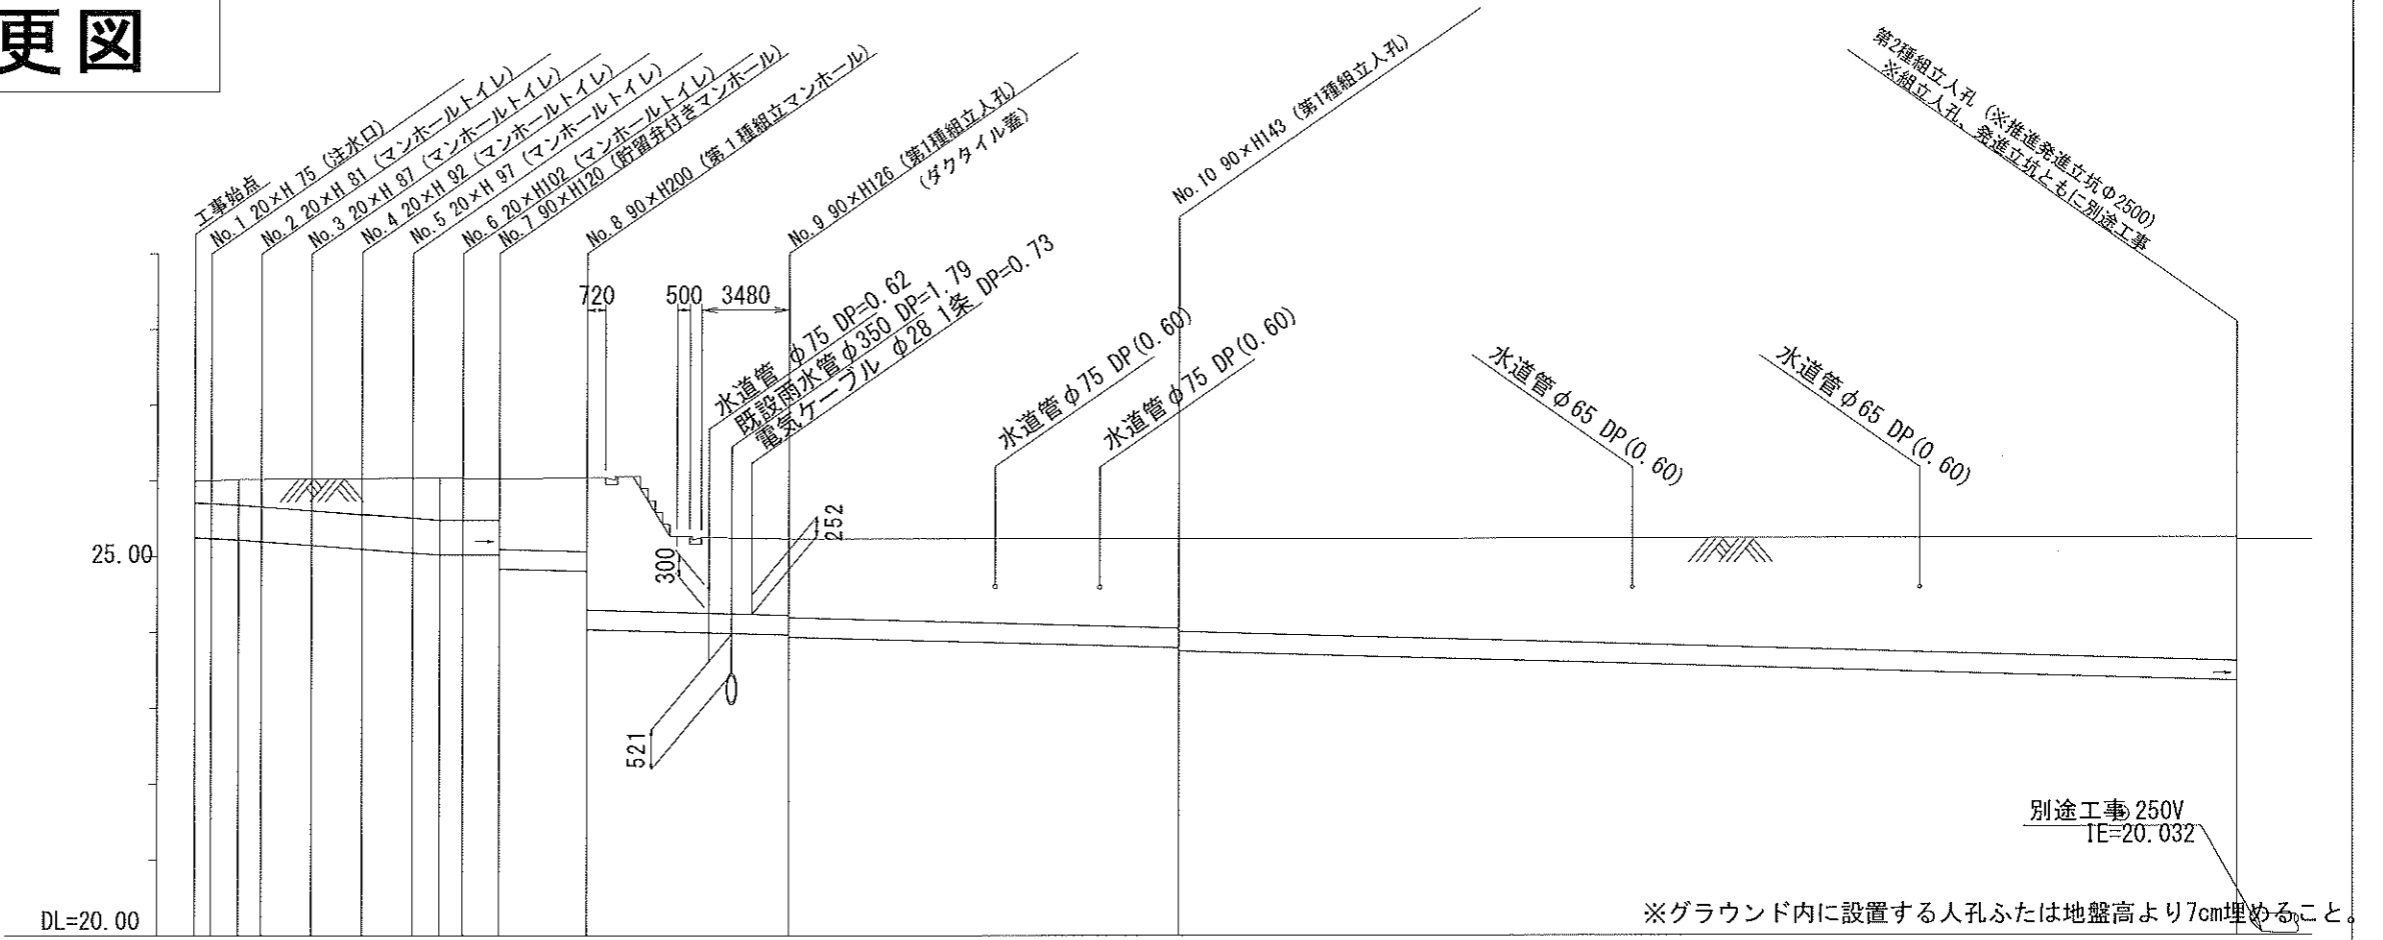 更図
工事始点
No.1 20×H 75 (注水口)
No.2 20×H 81 (マンホールトイレ)
No.3 20×H 87 (マンホールトイレ)
No.4 20×H 92 (マンホールトイレ)
No.5 20×H 97 (マンホールトイレ)
No.6 20×H102 (マンホールトイレ)
No.7 90×H120 (貯留弁付きマンホール)
No.8 90×H200 (第1種組立マンホール)
No.9 90×H126 (第1種組立人孔)
(ダクタイル蓋)
No.10 90×H143 (第1種組立人孔)
第2種組立人孔 (※推進発進立坑φ2500)
※組立人孔、発進立坑ともに別途工事
720
500
3480
水道管 φ75 DP=0.62
既設雨水管φ350 DP=1.79
電気ケーブル φ28 1条 DP=0.73
水道管φ75 DP(0.60)
水道管φ75 DP(0.60)
水道管φ65 DP(0.60)
水道管φ65 DP(0.60)
252
300
521
25.00
別途工事 250V
IE=20.032
DL=20.00
※グラウンド内に設置する人孔ふたは地盤高より7cm埋めること。